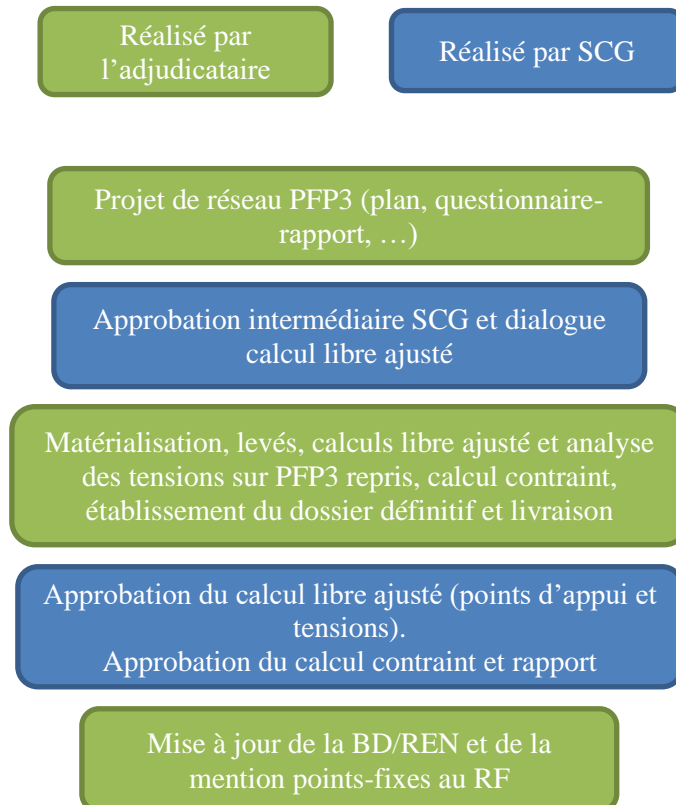 Réalisé par
l’adjudicataire
Réalisé par SCG
Projet de réseau PFP3 (plan, questionnaire-
rapport, …)
Approbation intermédiaire SCG et dialogue
calcul libre ajusté
Matérialisation, levés, calculs libre ajusté et analyse
des tensions sur PFP3 repris, calcul contraint,
établissement du dossier définitif et livraison
Approbation du calcul libre ajusté (points d’appui et
tensions).
Approbation du calcul contraint et rapport
Mise à jour de la BD/REN et de la
mention points-fixes au RF